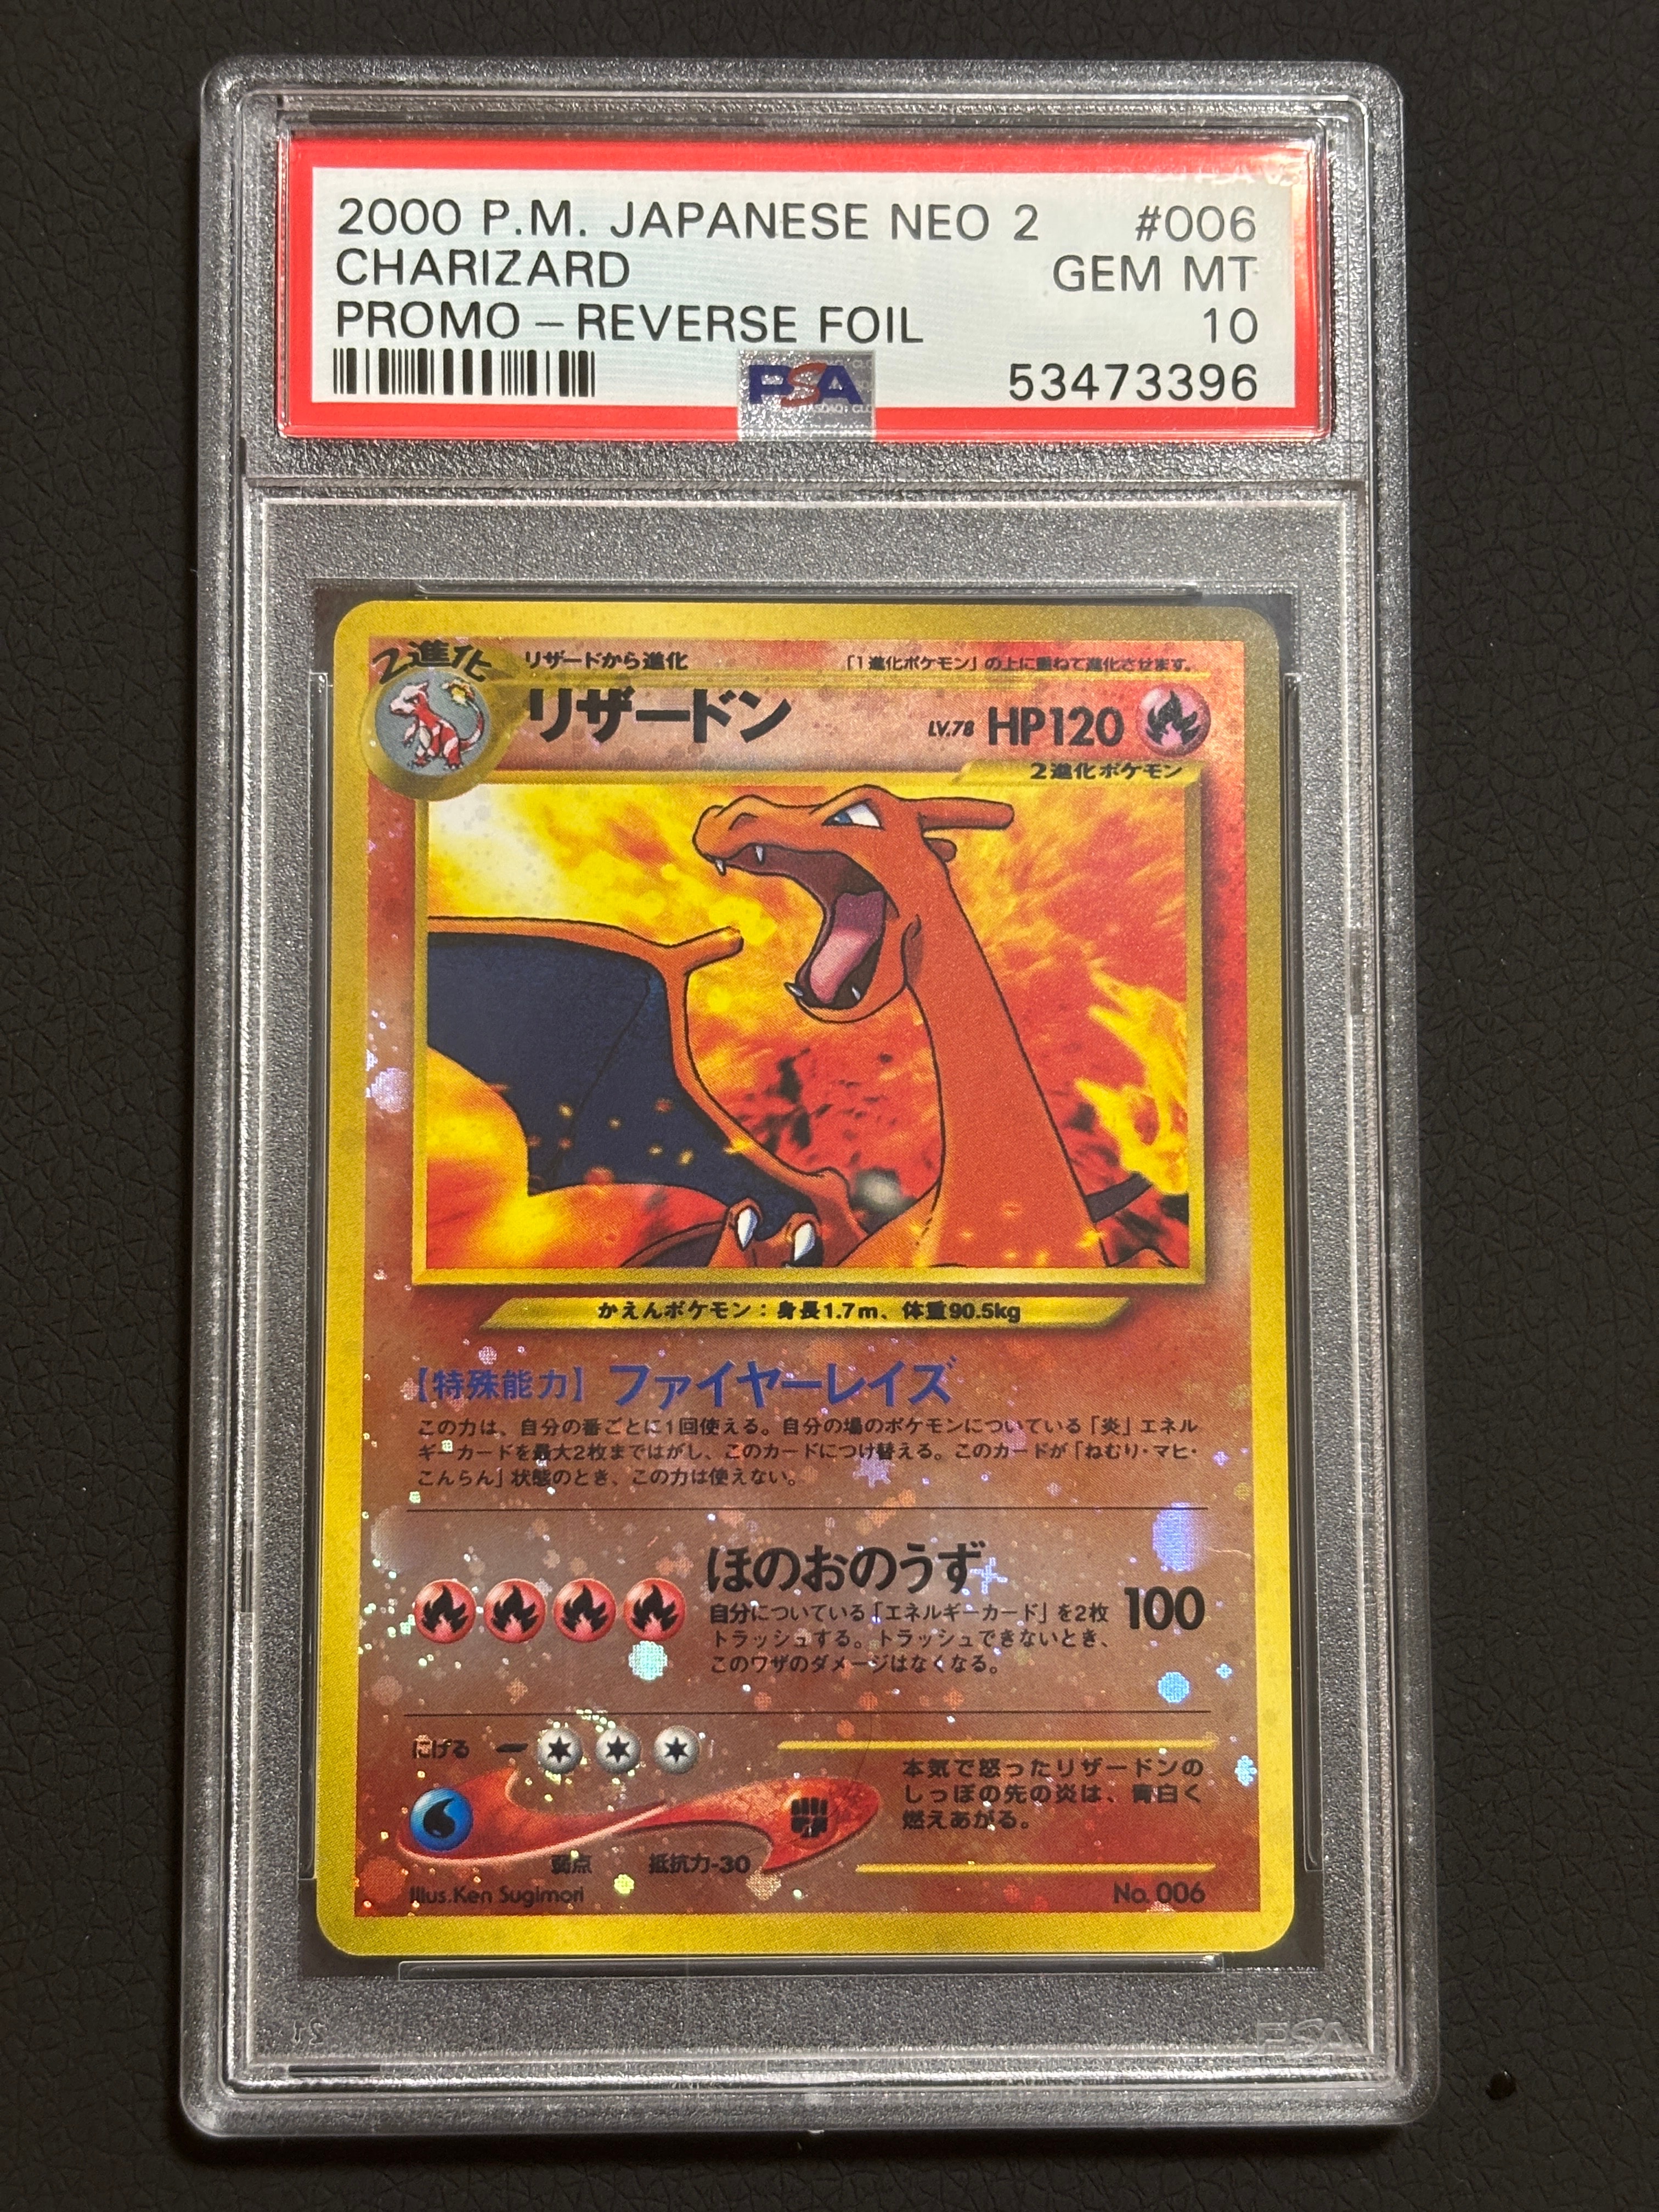 2000 P.M. JAPANESE NEO 2 #006
CHARIZARD GEM MT
PROMO – REVERSE FOIL 10
PSA 53473396
2進化 リザードから進化 「1進化ポケモン」の上に重ねて進化させます。
リザードン LV.78 HP120
2進化ポケモン
かえんポケモン：身長1.7m、体重90.5kg
【特殊能力】ファイヤーレイズ
この力は、自分の番ごとに1回使える。自分の場のポケモンについている「炎」エネル
ギーカードを最大2枚まではがし、このカードにつけ替える。このカードが「ねむり・マヒ・
こんらん」状態のとき、この力は使えない。
ほのおのうず 100
自分についている「エネルギーカード」を2枚
トラッシュする。トラッシュできないとき、
このワザのダメージはなくなる。
にげる
本気で怒ったリザードンの
しっぽの先の炎は、青白く
燃えあがる。
弱点 抵抗力-30
Illus.Ken Sugimori No. 006
PSA